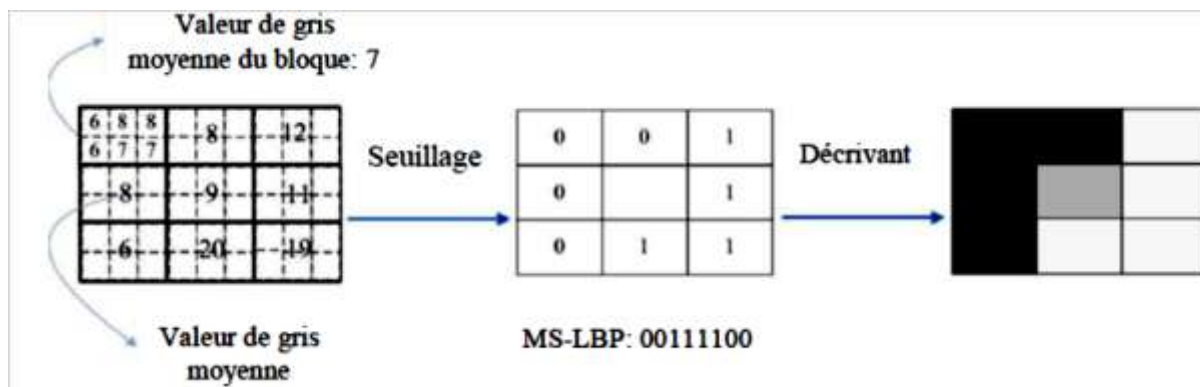 Valeur de gris
moyenne du bloque: 7
6 8 8
6 7 7
8 12
8 9 11
6 20 19
Seuillage
0 0 1
0 1
0 1 1
Décrivant
Valeur de gris
moyenne
MS-LBP: 00111100